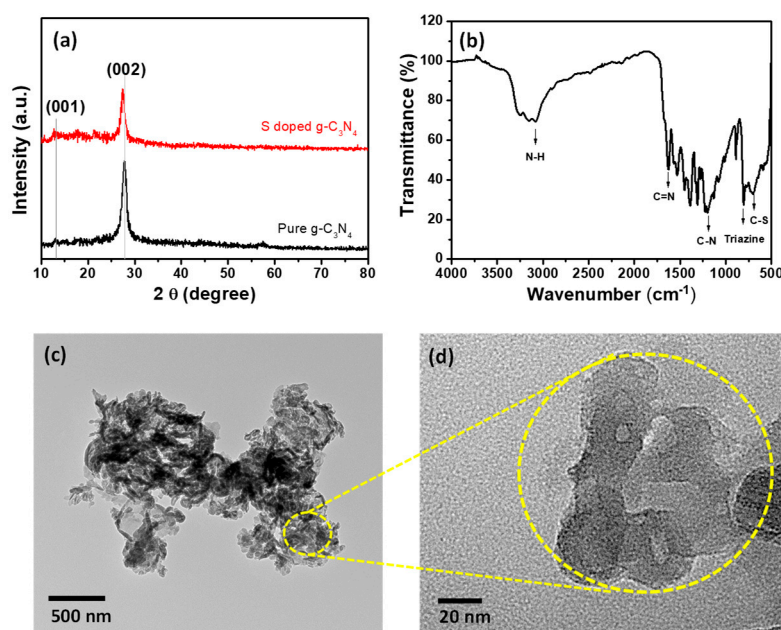 (a)
(002)
(001)
S doped g-C₃N₄
Pure g-C₃N₄
Intensity (a.u.)
10 20 30 40 50 60 70 80
2 θ (degree)
(b)
120
100
80
60
40
20
0
Transmittance (%)
N-H
C=N
C-N
Triazine
C-S
4000 3500 3000 2500 2000 1500 1000 500
Wavenumber (cm⁻¹)
(c)
500 nm
(d)
20 nm